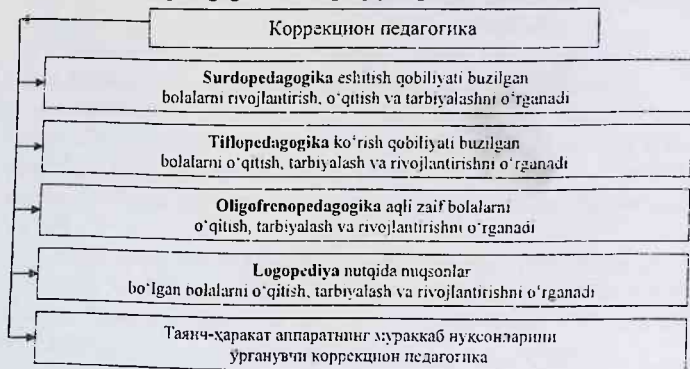 Коррекцион педагогика
Surdopedagogika eshitish qobiliyati buzilgan
bolalarni rivojlantirish, o‘qitish va tarbiyalashni o‘rganadi
Tiflopedagogika ko‘rish qobiliyati buzilgan
bolalarni o‘qitish, tarbiyalash va rivojlantirishni o‘rganadi
Oligofrenopedagogika aqli zaif bolalarni
o‘qitish, tarbiyalash va rivojlantirishni o‘rganadi
Logopediya nutqida nuqsonlar
bo‘lgan bolalarni o‘qitish, tarbiyalash va rivojlantirishni o‘rganadi
Таянч-ҳаракат аппаратнинг мураккаб нуқсонларини
ўрганувчи коррекцион педагогика